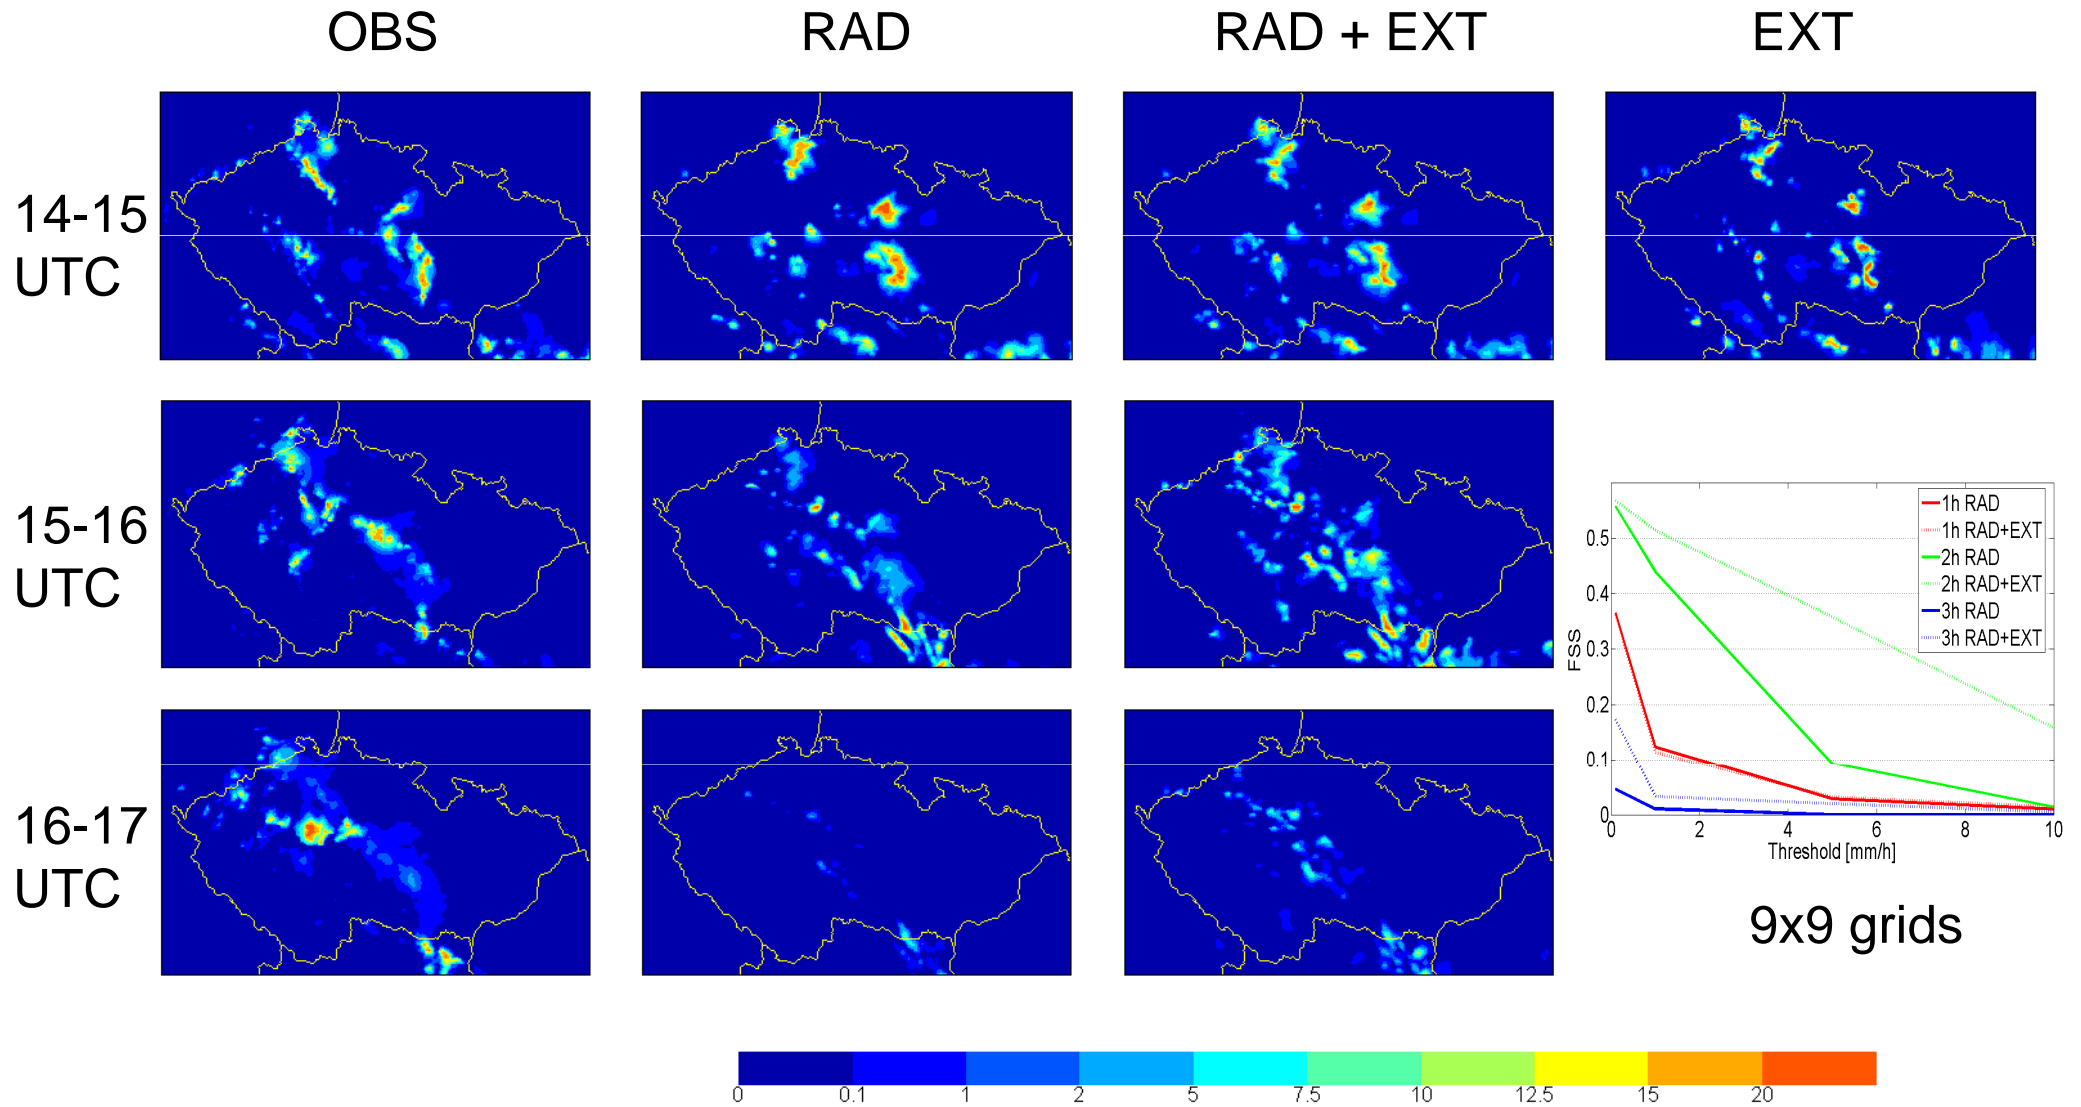 OBS RAD RAD + EXT EXT
14-15
UTC
15-16
UTC
16-17
UTC
0.5
0.4
0.3
0.2
0.1
0
FSS
0 2 4 6 8 10
Threshold [mm/h]
1h RAD
1h RAD+EXT
2h RAD
2h RAD+EXT
3h RAD
3h RAD+EXT
9x9 grids
0 0.1 1 2 5 7.5 10 12.5 15 20